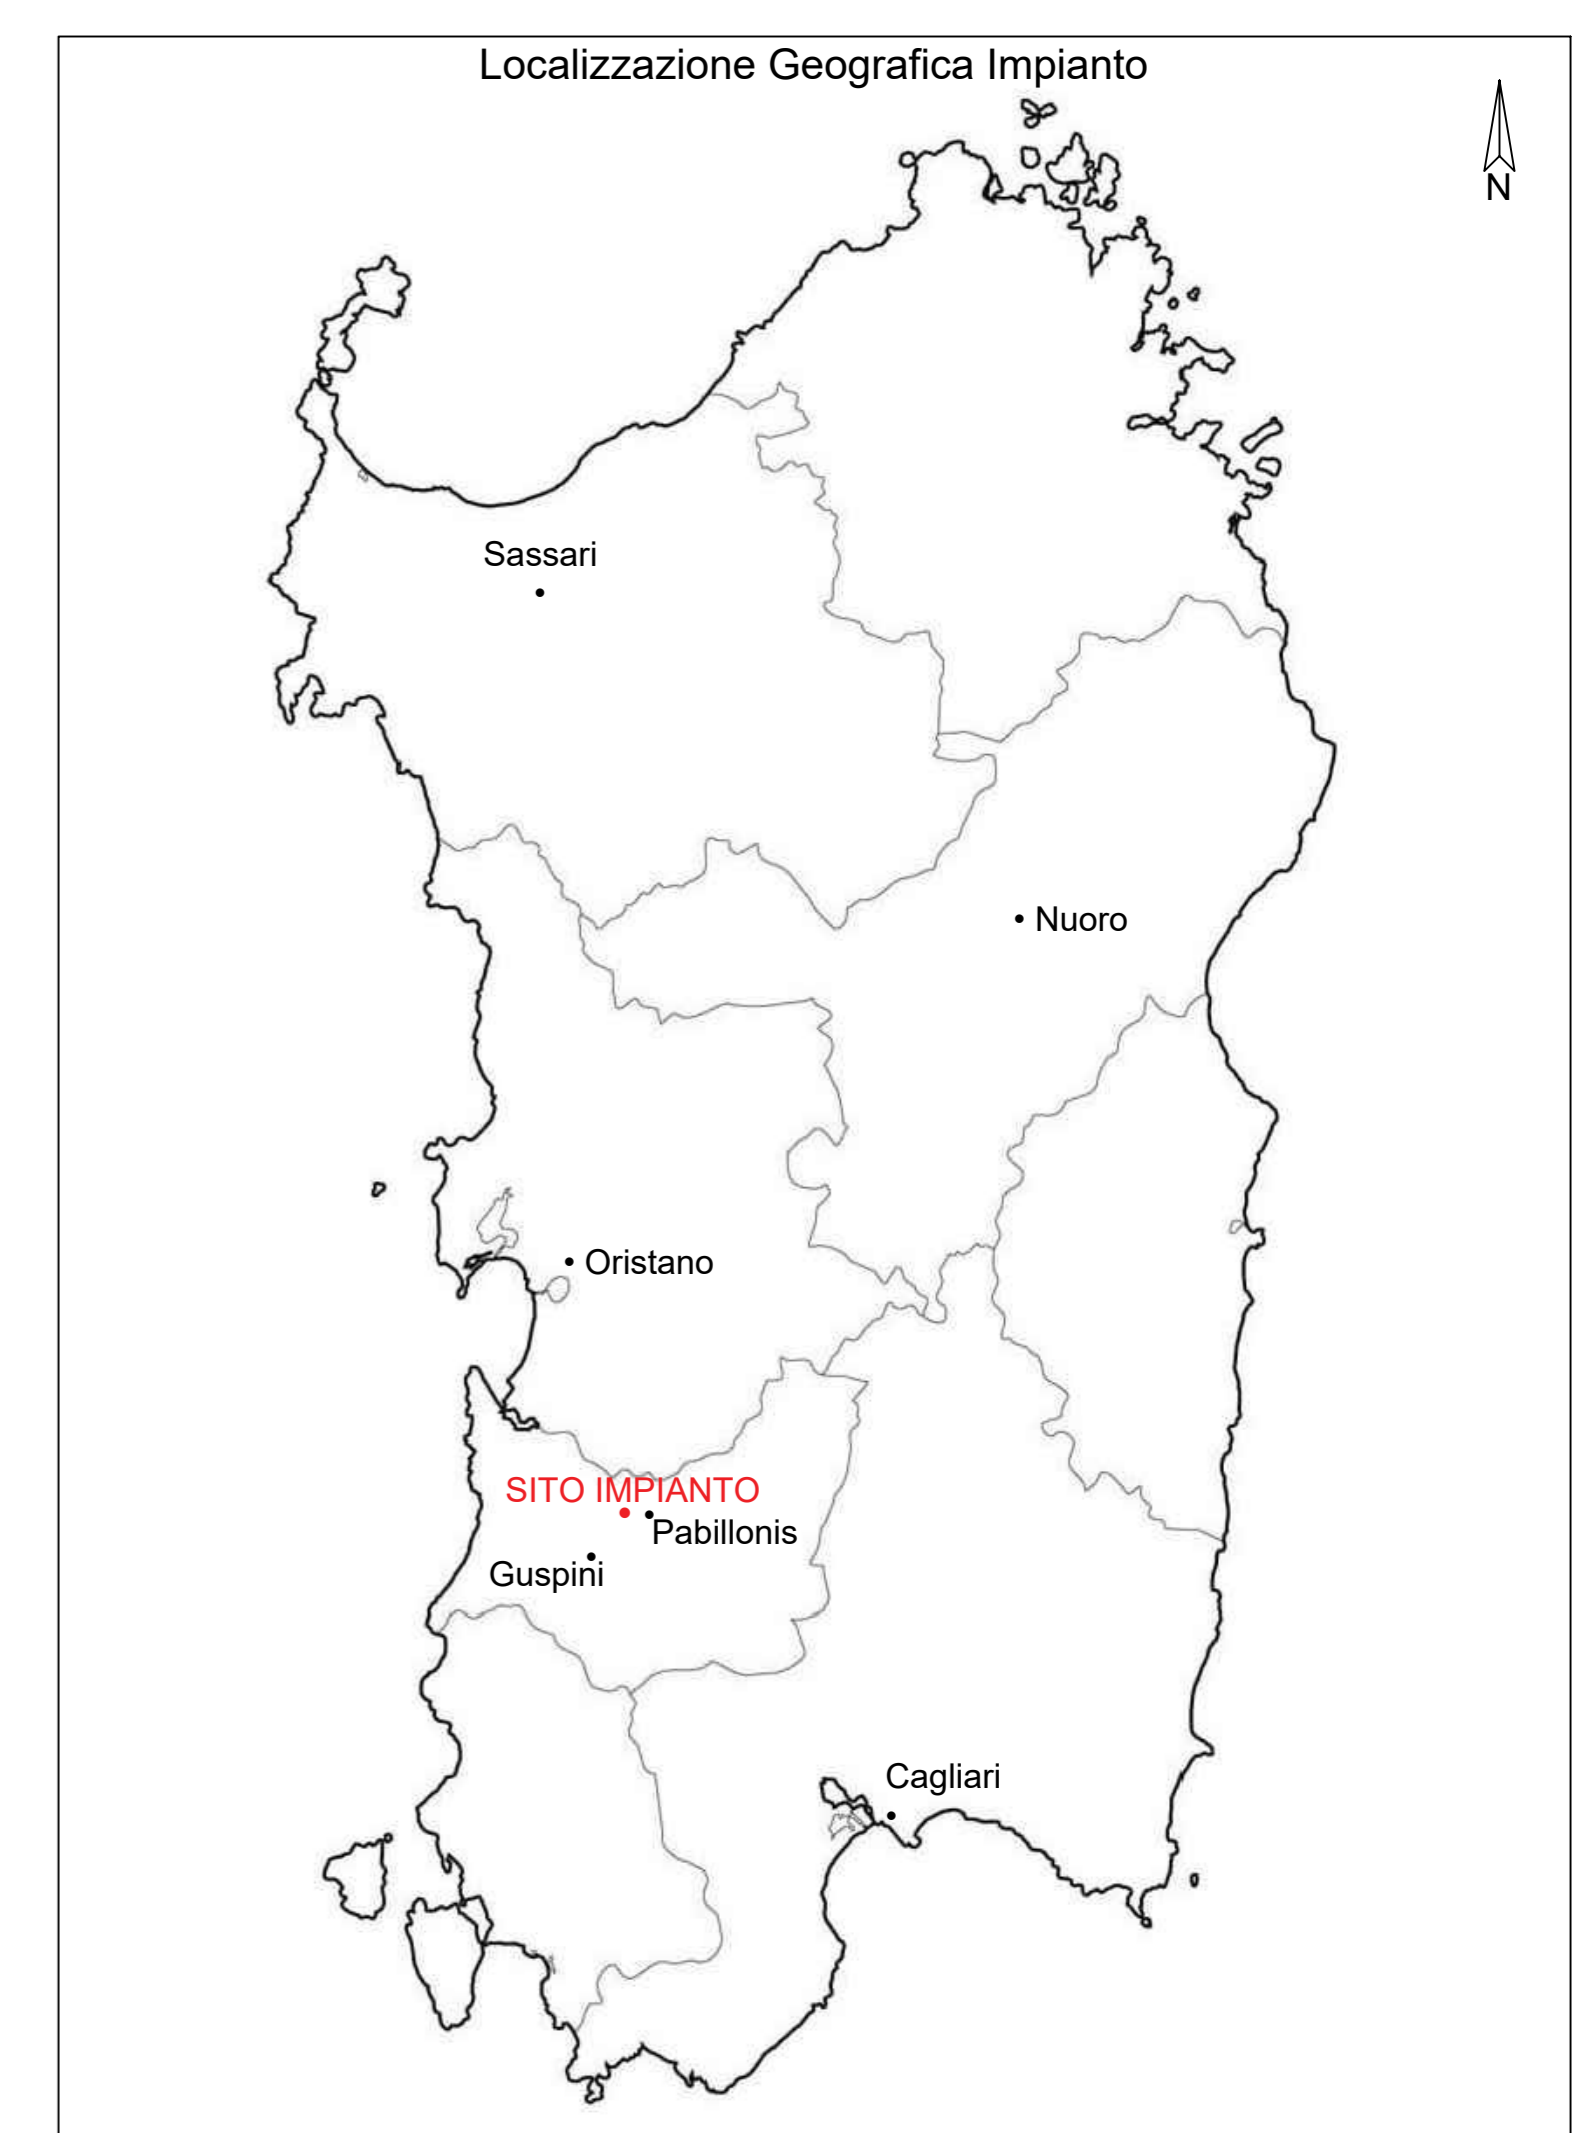 Localizzazione Geografica Impianto
N
Sassari
Nuoro
Oristano
SITO IMPIANTO
Pabillonis
Guspini
Cagliari